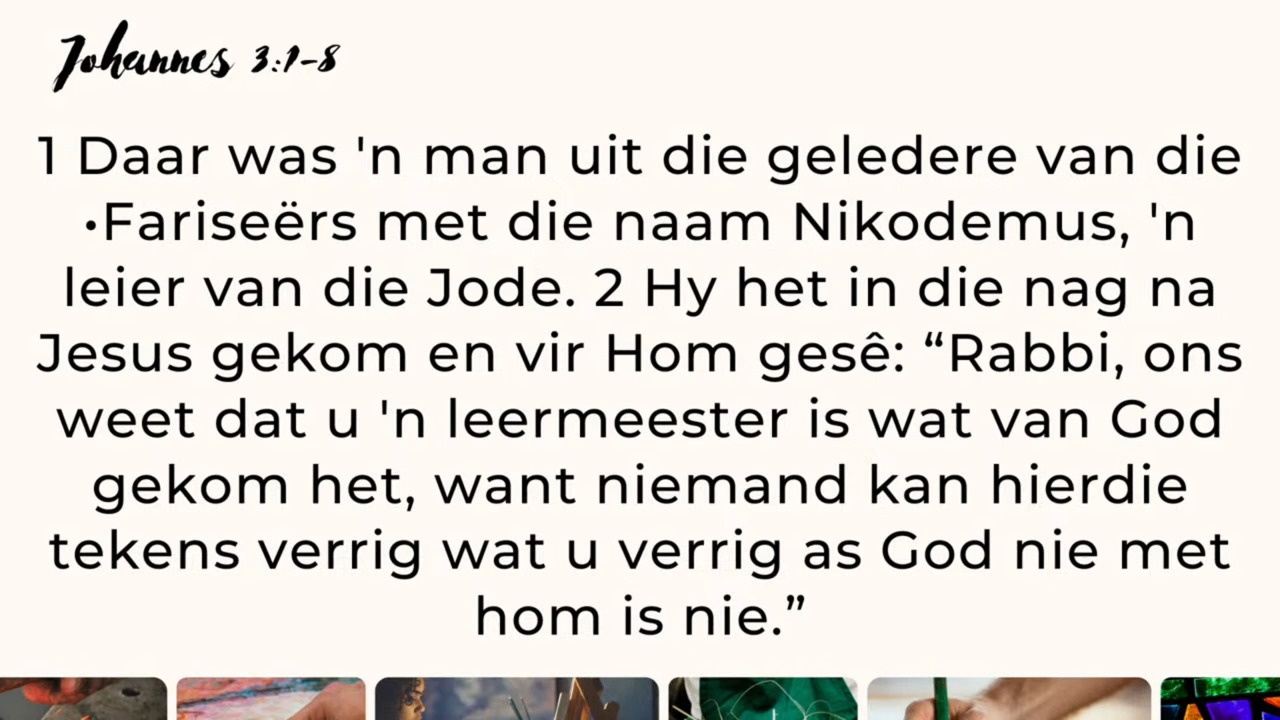 Johannes 3:1-8
1 Daar was 'n man uit die geledere van die
•Fariseërs met die naam Nikodemus, 'n
leier van die Jode. 2 Hy het in die nag na
Jesus gekom en vir Hom gesê: “Rabbi, ons
weet dat u 'n leermeester is wat van God
gekom het, want niemand kan hierdie
tekens verrig wat u verrig as God nie met
hom is nie.”